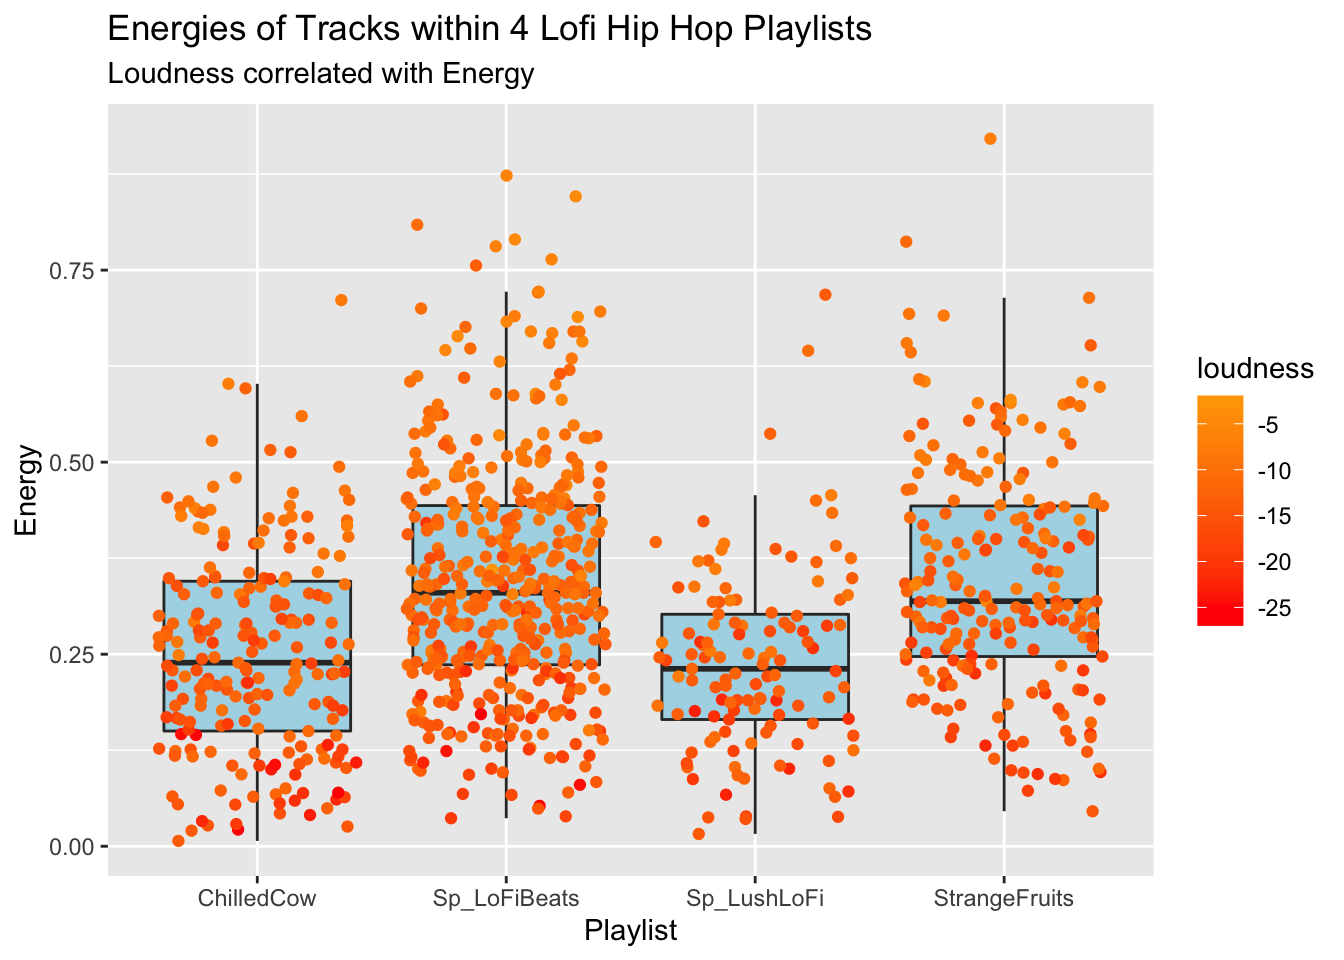 Energies of Tracks within 4 Lofi Hip Hop Playlists
Loudness correlated with Energy
Energy
0.75
0.50
0.25
0.00
ChilledCow Sp_LoFiBeats Sp_LushLoFi StrangeFruits
Playlist
loudness
-5
-10
-15
-20
-25